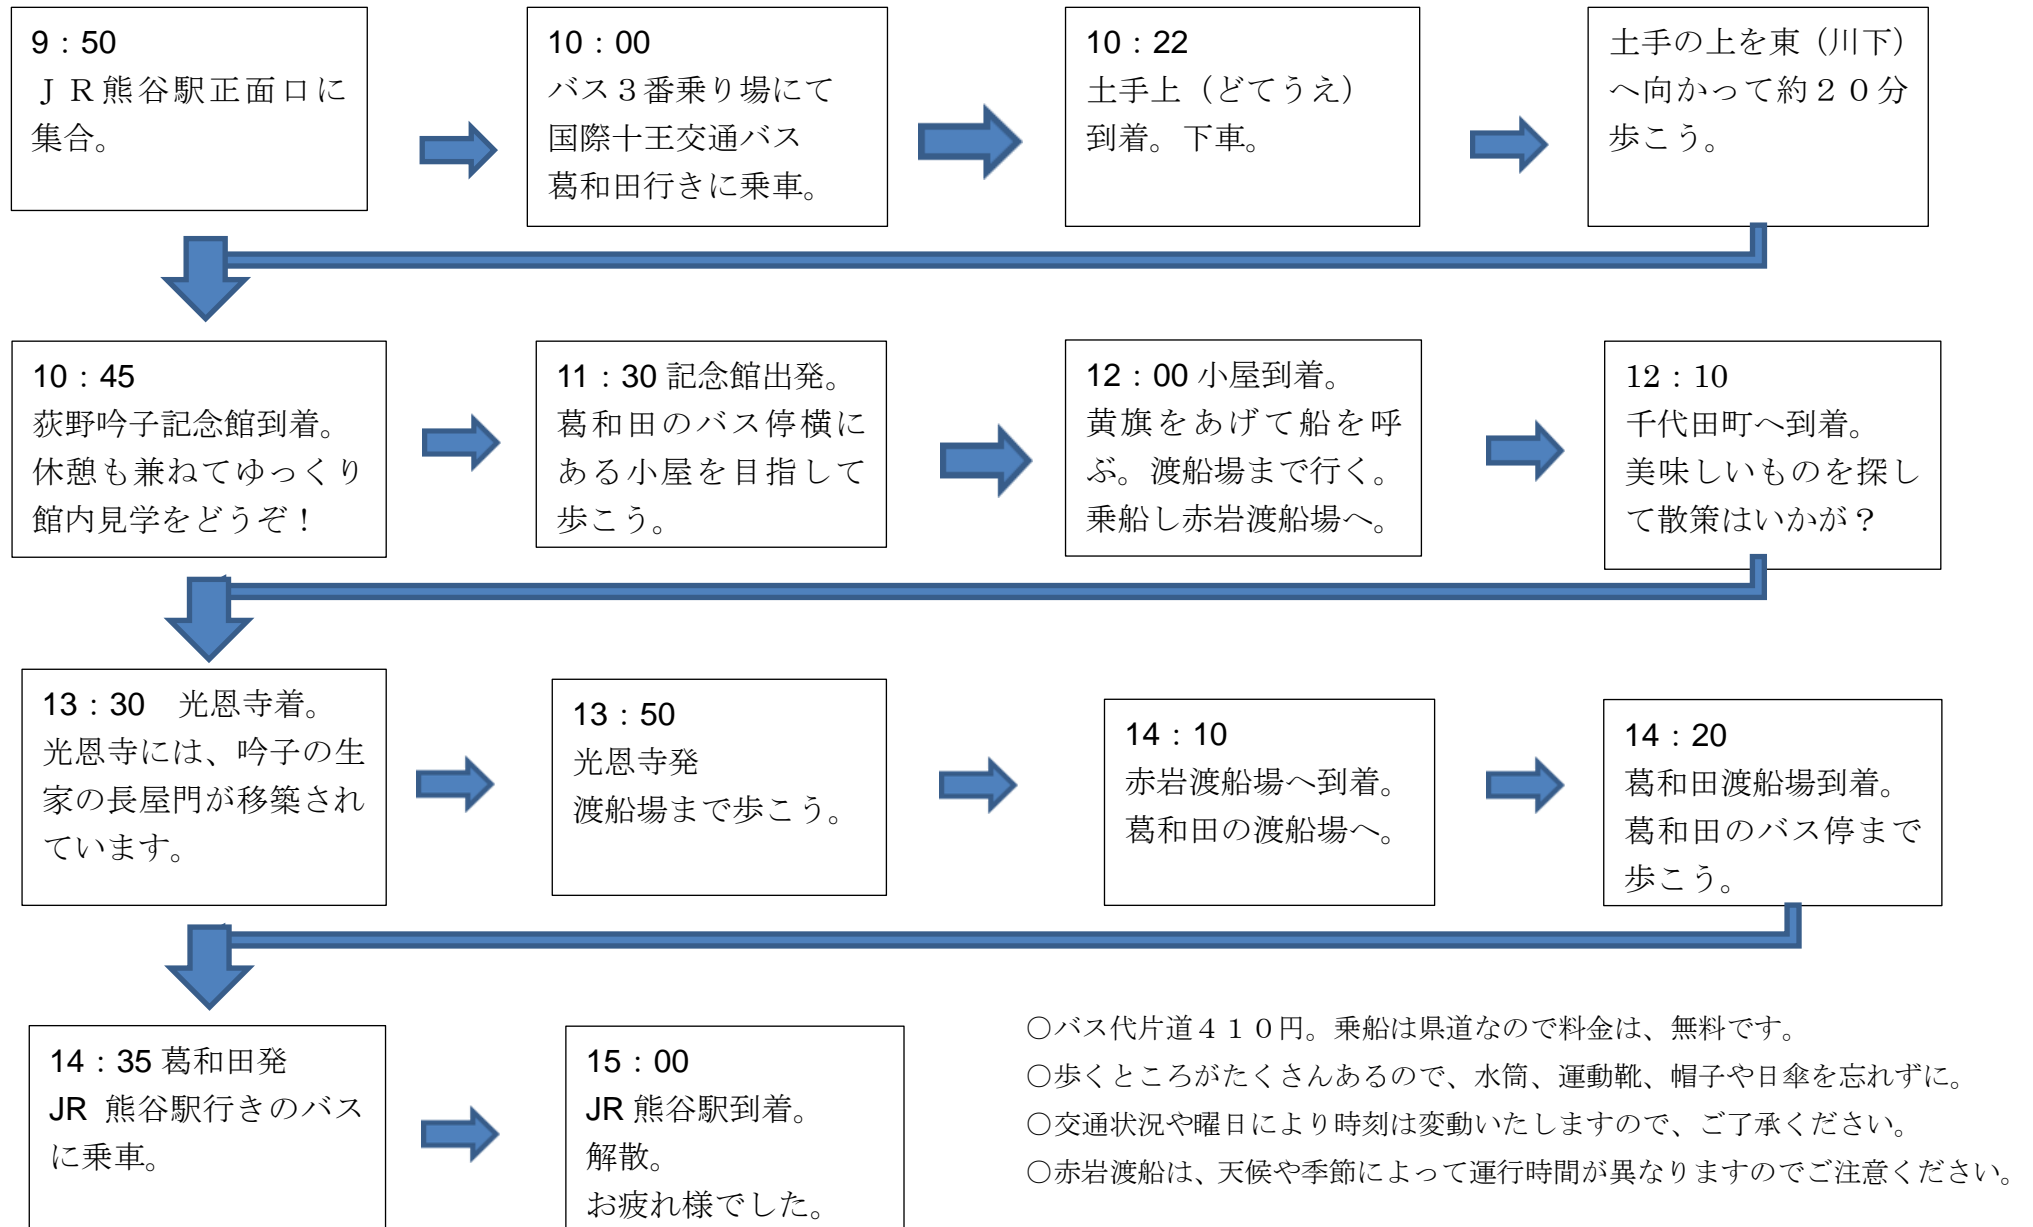 9：50
ＪＲ熊谷駅正面口に
集合。
10：00
バス３番乗り場にて
国際十王交通バス
葛和田行きに乗車。
10：22
土手上（どてうえ）
到着。下車。
土手の上を東（川下）
へ向かって約２０分
歩こう。
10：45
荻野吟子記念館到着。
休憩も兼ねてゆっくり
館内見学をどうぞ！
11：30 記念館出発。
葛和田のバス停横に
ある小屋を目指して
歩こう。
12：00 小屋到着。
黄旗をあげて船を呼
ぶ。渡船場まで行く。
乗船し赤岩渡船場へ。
12：10
千代田町へ到着。
美味しいものを探し
て散策はいかが？
13：30　光恩寺着。
光恩寺には、吟子の生
家の長屋門が移築され
ています。
13：50
光恩寺発
渡船場まで歩こう。
14：10
赤岩渡船場へ到着。
葛和田の渡船場へ。
14：20
葛和田渡船場到着。
葛和田のバス停まで
歩こう。
14：35 葛和田発
JR 熊谷駅行きのバス
に乗車。
15：00
JR 熊谷駅到着。
解散。
お疲れ様でした。
○バス代片道４１０円。乗船は県道なので料金は、無料です。
○歩くところがたくさんあるので、水筒、運動靴、帽子や日傘を忘れずに。
○交通状況や曜日により時刻は変動いたしますので、ご了承ください。
○赤岩渡船は、天候や季節によって運行時間が異なりますのでご注意ください。